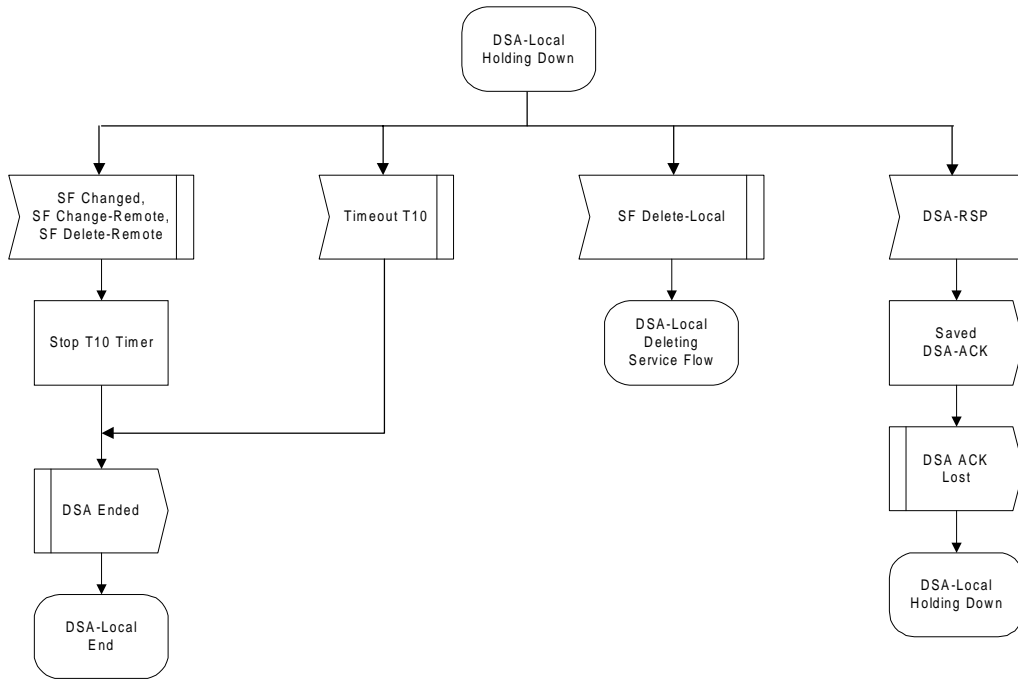 DSA-Local
Holding Down
SF Changed,
SF Change-Remote,
SF Delete-Remote
Timeout T10
SF Delete-Local
DSA-RSP
Stop T10 Timer
DSA-Local
Deleting
Service Flow
Saved
DSA-ACK
DSA Ended
DSA ACK
Lost
DSA-Local
End
DSA-Local
Holding Down